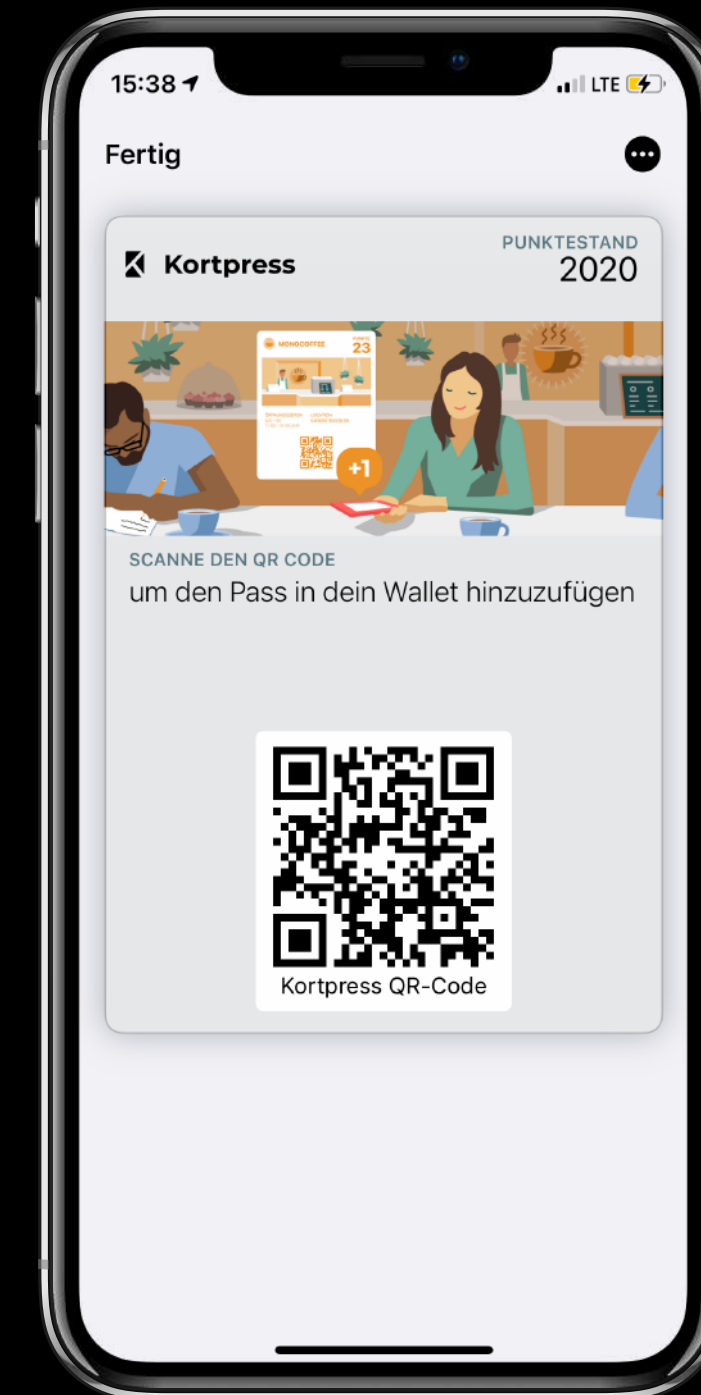 15:38
LTE
Fertig
Kortpress
PUNKTESTAND
2020
MONOCOFFEE
23
+1
SCANNE DEN QR CODE
um den Pass in dein Wallet hinzuzufügen
Kortpress QR-Code